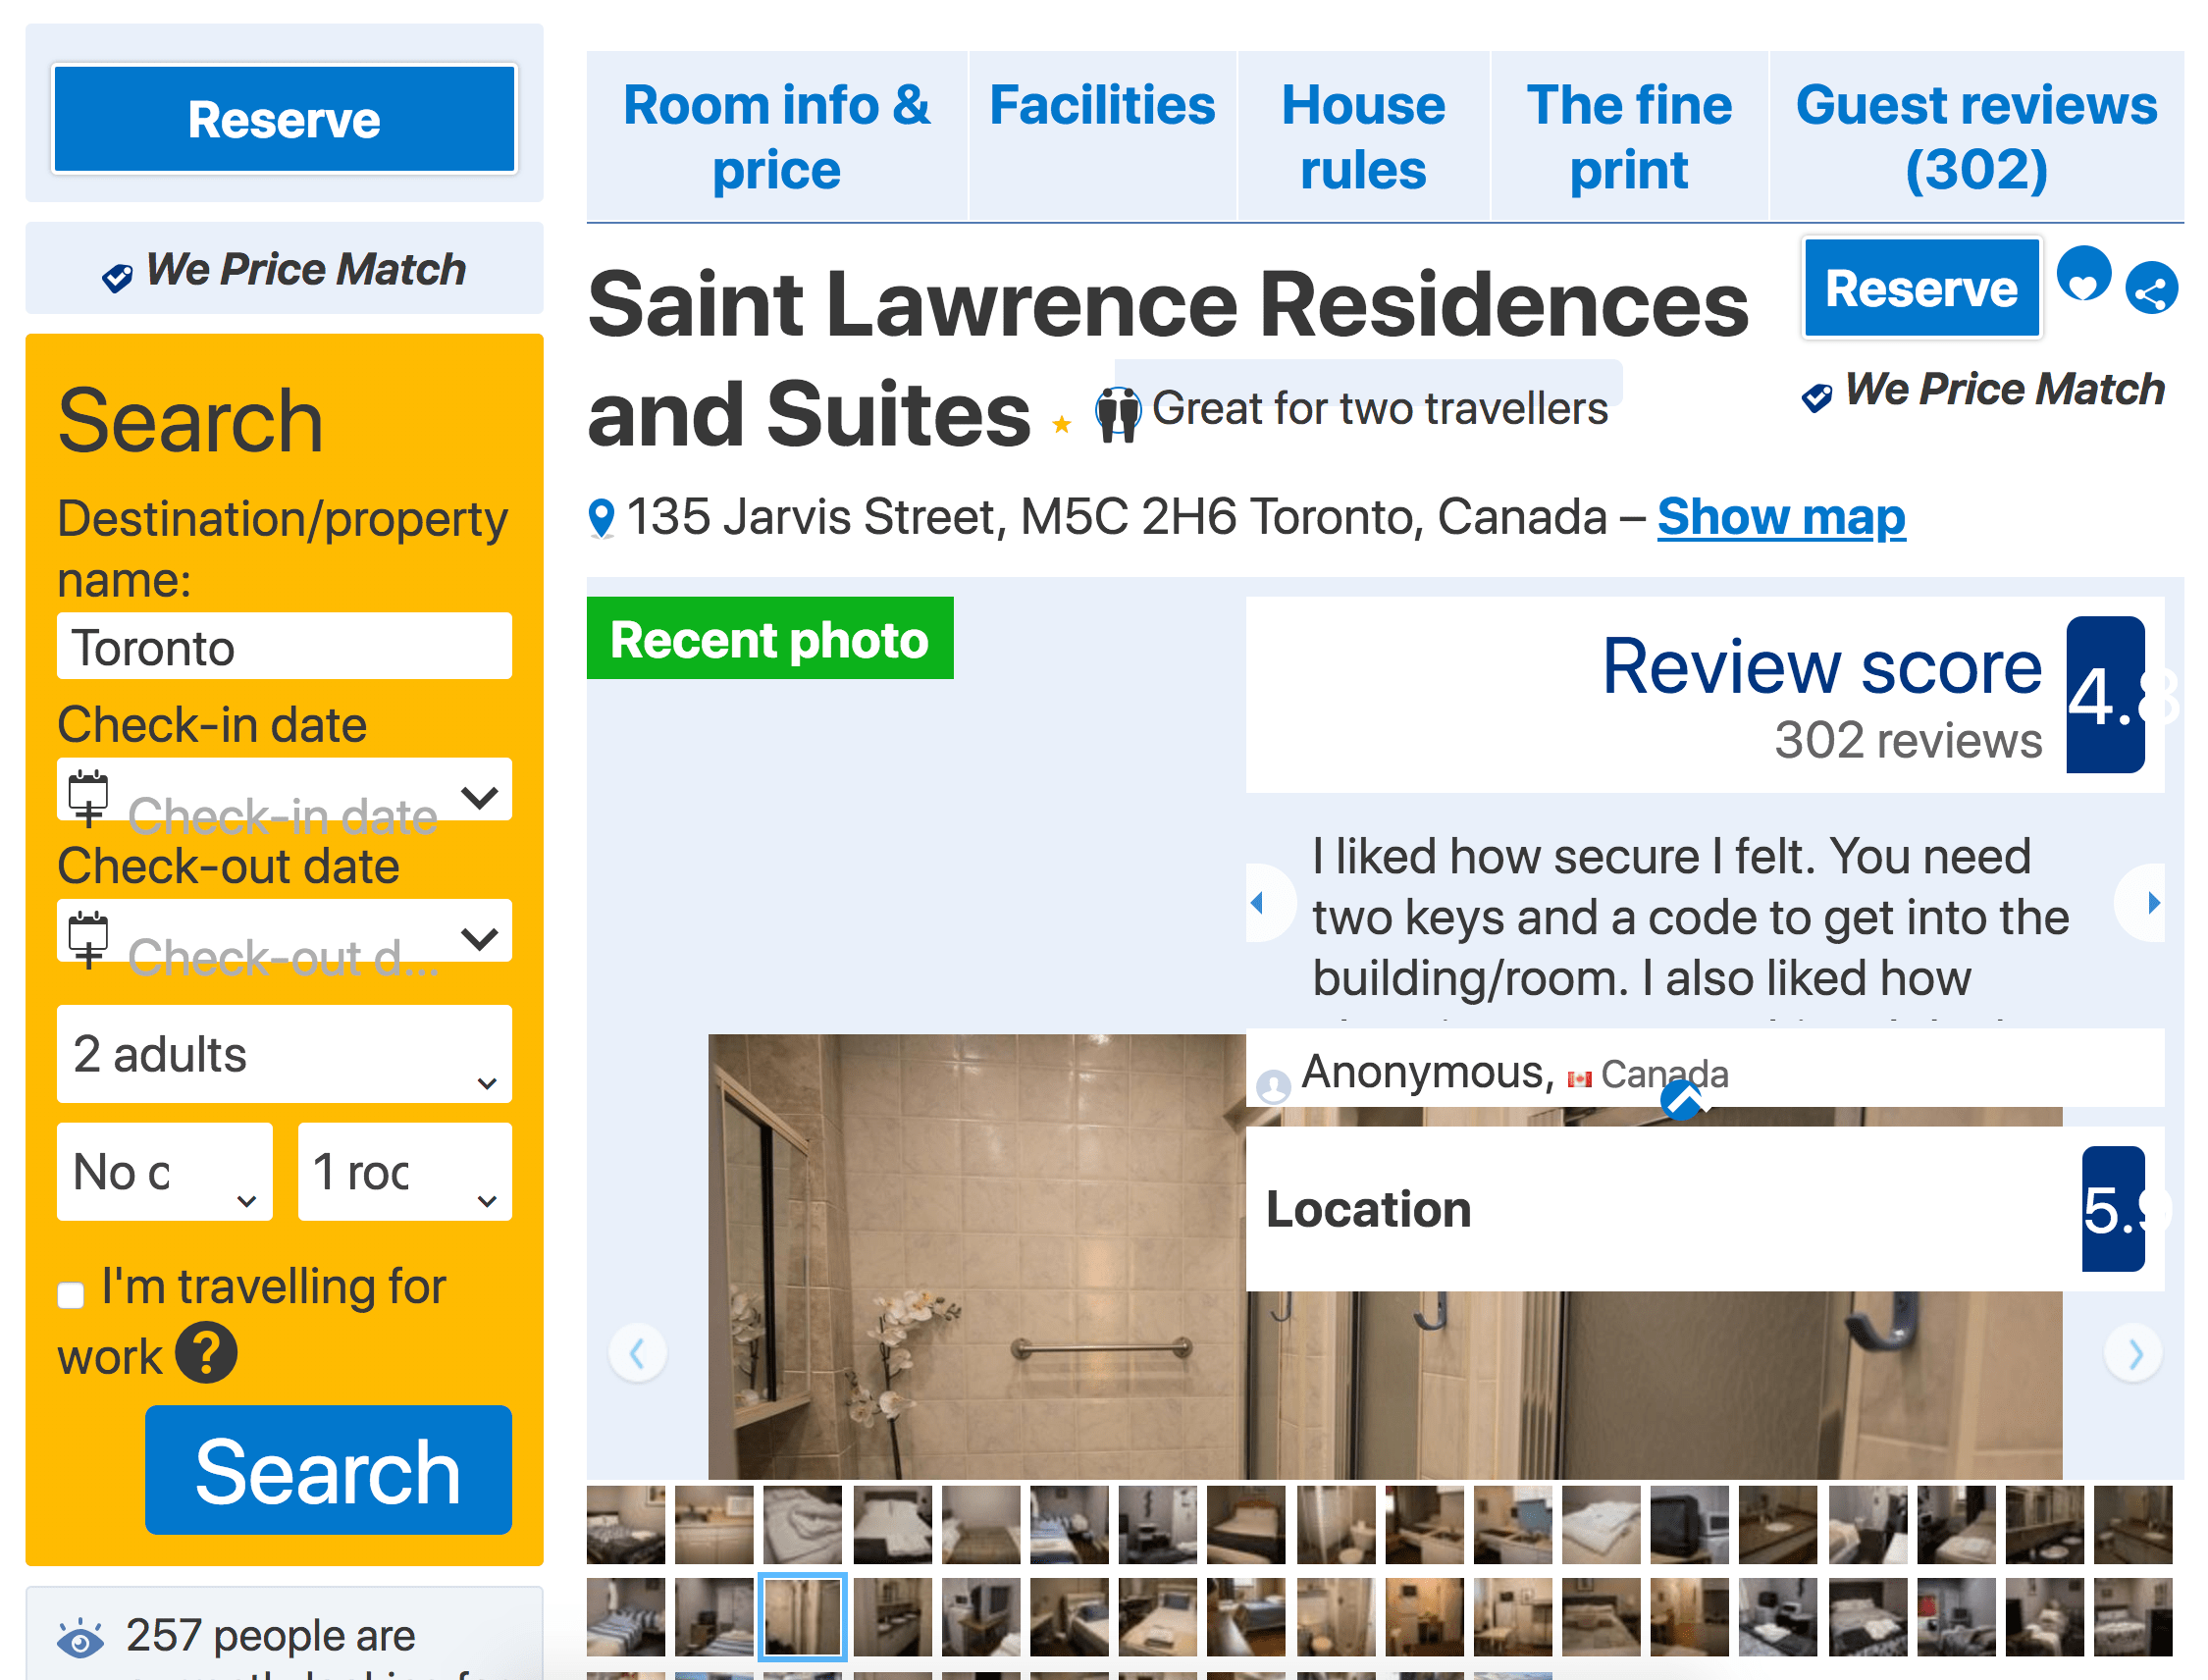 Reserve
We Price Match
Search
Destination/property
name:
Toronto
Check-in date
Check-in date
Check-out date
Check-out d...
2 adults
No c
1 roo
I'm travelling for
work ?
Search
257 people are
Room info &
price
Facilities
House
rules
The fine
print
Guest reviews
(302)
Saint Lawrence Residences
and Suites
Great for two travellers
Reserve
We Price Match
135 Jarvis Street, M5C 2H6 Toronto, Canada – Show map
Recent photo
Review score
302 reviews
4.8
I liked how secure I felt. You need
two keys and a code to get into the
building/room. I also liked how
Anonymous, Canada
Location
5.9